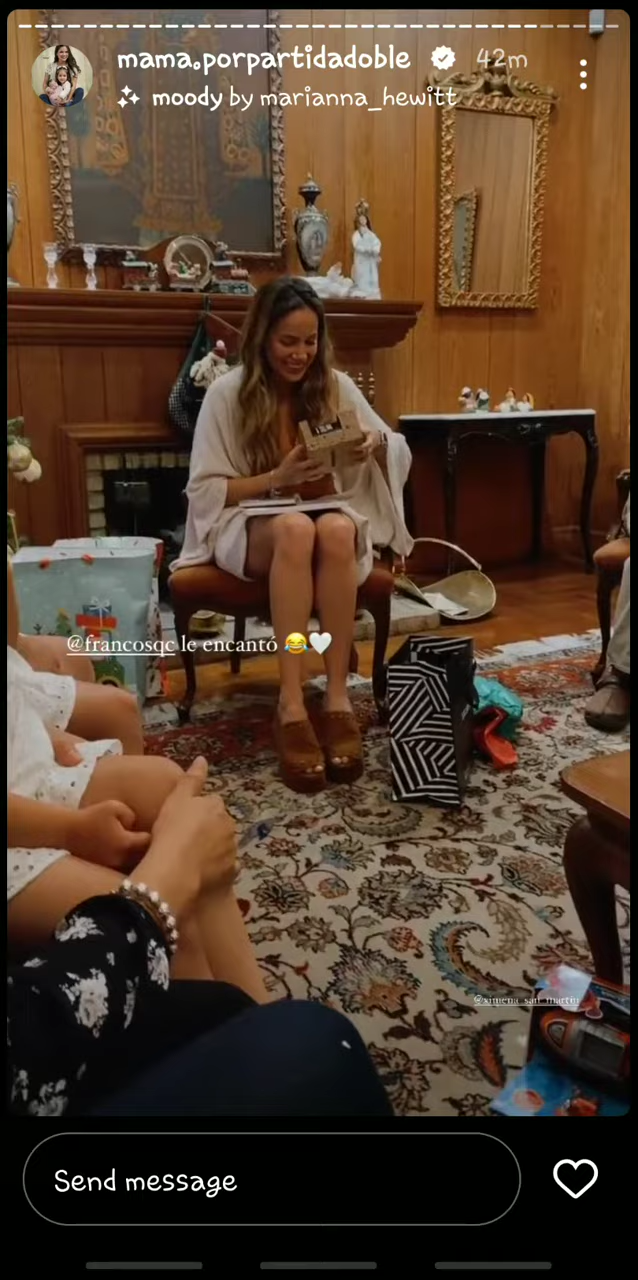 mama.porpartidadoble 42m
moody by marianna_hewitt
@francosqc le encantó 😂🤍
@ximena_san_martin
Send message